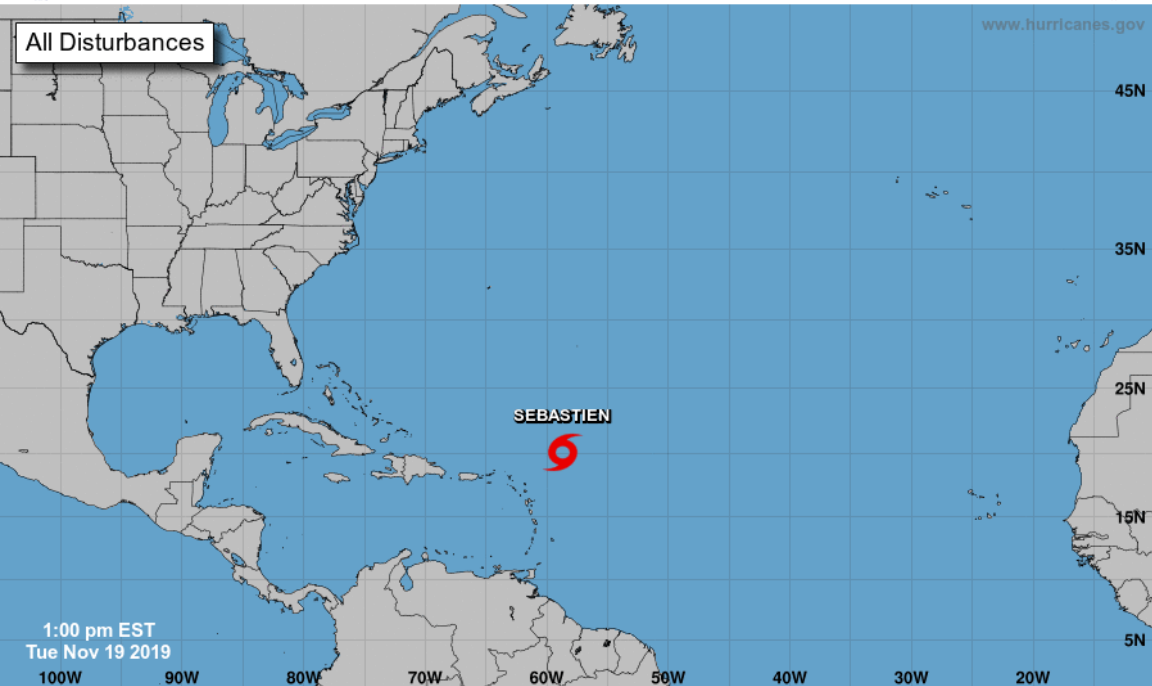 All Disturbances
www.hurricanes.gov
45N
35N
25N
SEBASTIEN
15N
5N
1:00 pm EST
Tue Nov 19 2019
100W 90W 80W 70W 60W 50W 40W 30W 20W